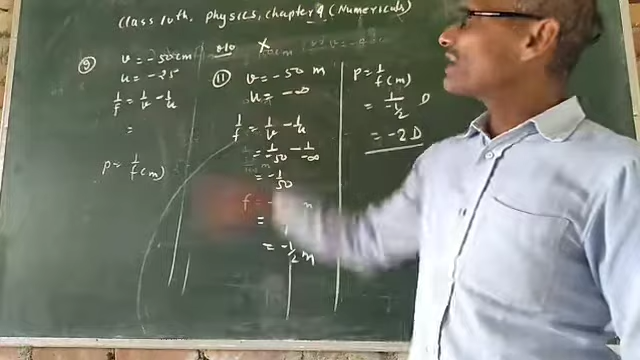 Class 10th, Physics, chapter 4 (Numericals)
(9)
v = -50 cm
u = -25
1/f = 1/v - 1/u
=
P = 1/f(m)
(11) v = -50 m
u = -∞
1/f = 1/v - 1/u
= 1/-50 - 1/-∞
= -1/50
f = -
=
= -1/2 m
P = 1/f(m)
= 1/-1/2 D
= -2 D